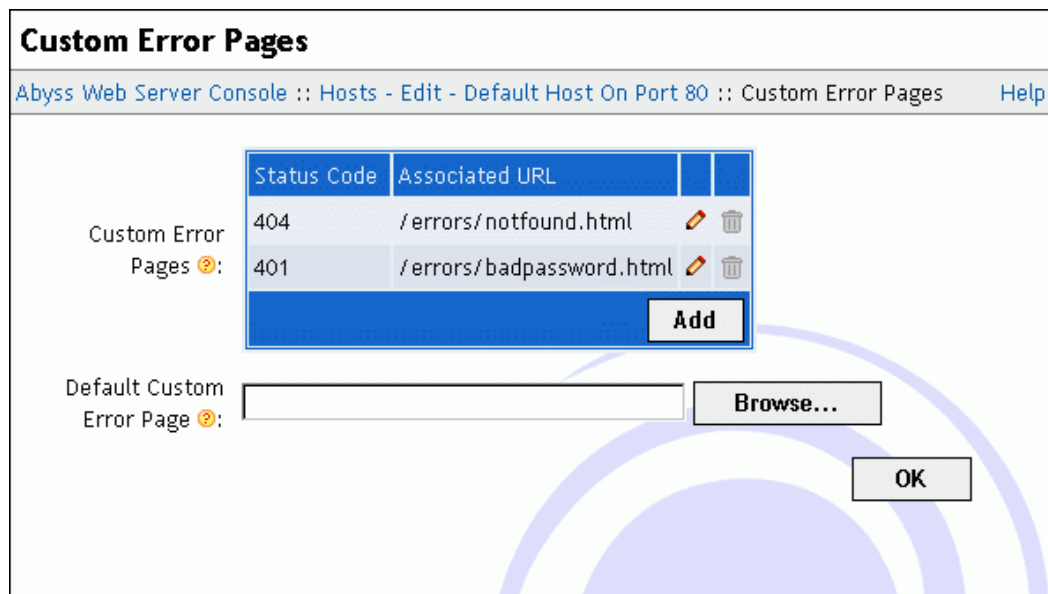 Custom Error Pages
Abyss Web Server Console :: Hosts - Edit - Default Host On Port 80 :: Custom Error Pages Help
Status Code Associated URL
404 /errors/notfound.html
401 /errors/badpassword.html
Custom Error
Pages ?:
Add
Default Custom
Error Page ?:
Browse...
OK